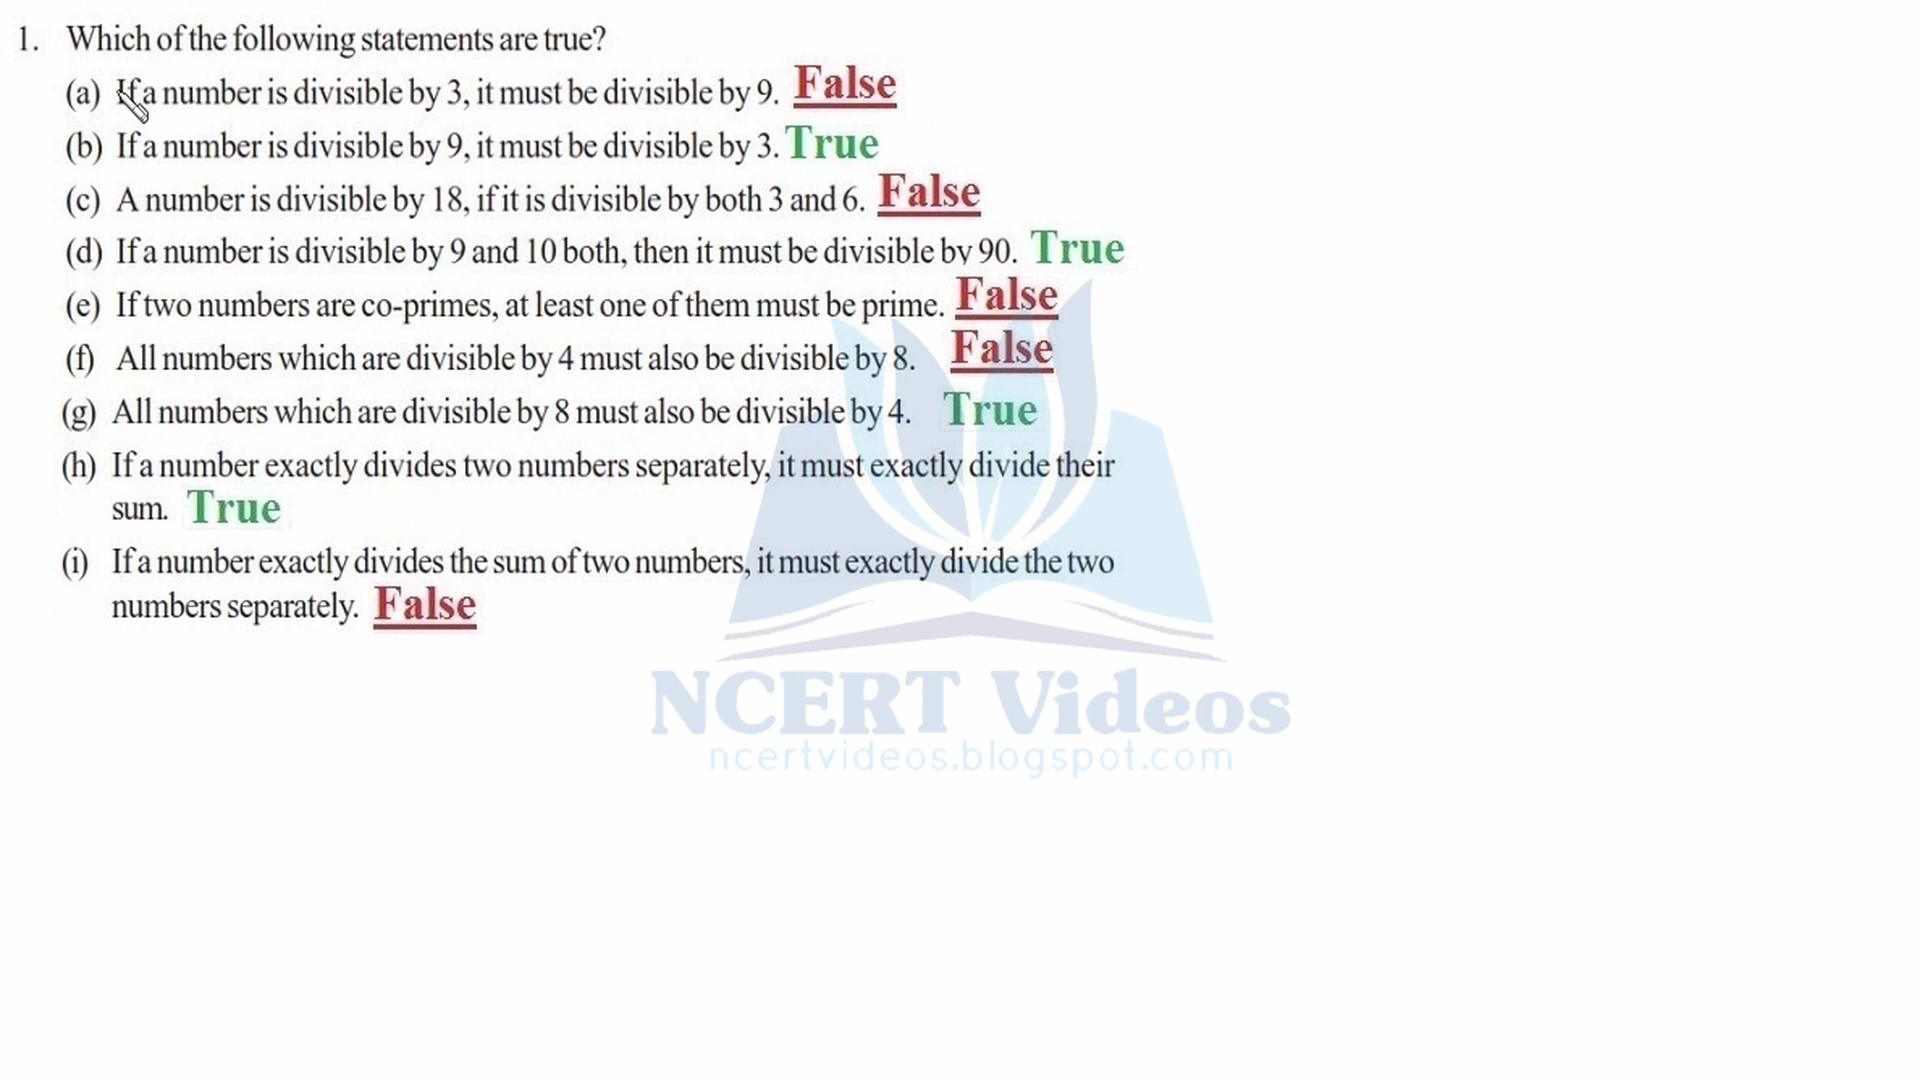 1. Which of the following statements are true?
(a) If a number is divisible by 3, it must be divisible by 9. False
(b) If a number is divisible by 9, it must be divisible by 3. True
(c) A number is divisible by 18, if it is divisible by both 3 and 6. False
(d) If a number is divisible by 9 and 10 both, then it must be divisible by 90. True
(e) If two numbers are co-primes, at least one of them must be prime. False
(f) All numbers which are divisible by 4 must also be divisible by 8. False
(g) All numbers which are divisible by 8 must also be divisible by 4. True
(h) If a number exactly divides two numbers separately, it must exactly divide their
sum. True
(i) If a number exactly divides the sum of two numbers, it must exactly divide the two
numbers separately. False
NCERT Videos
ncertvideos.blogspot.com